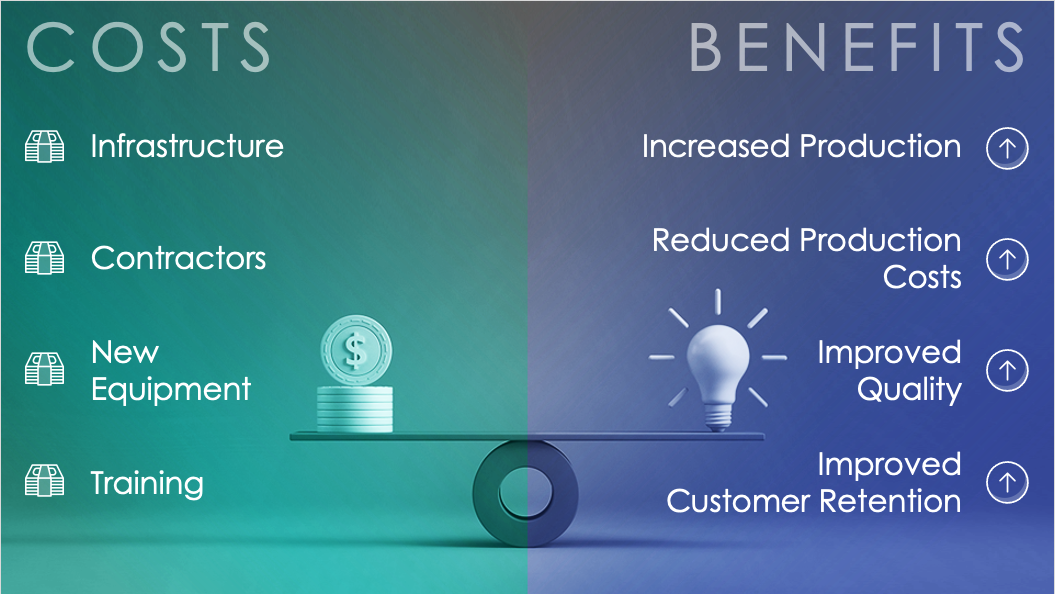 COSTS
BENEFITS
Infrastructure
Increased Production
Contractors
Reduced Production
Costs
New
Equipment
$
Improved
Quality
Training
Improved
Customer Retention